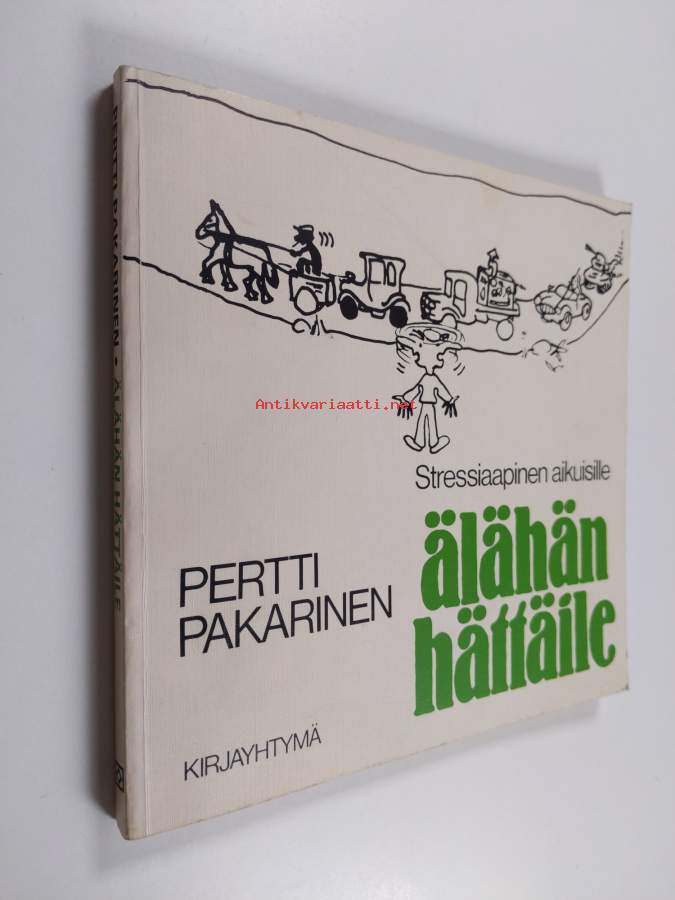 PERTTI PAKARINEN • ÄLÄHÄN HÄTTÄILE
Antikvariaatti.net
Stressiaapinen aikuisille
älähän
hättäile
PERTTI
PAKARINEN
KIRJAYHTYMÄ